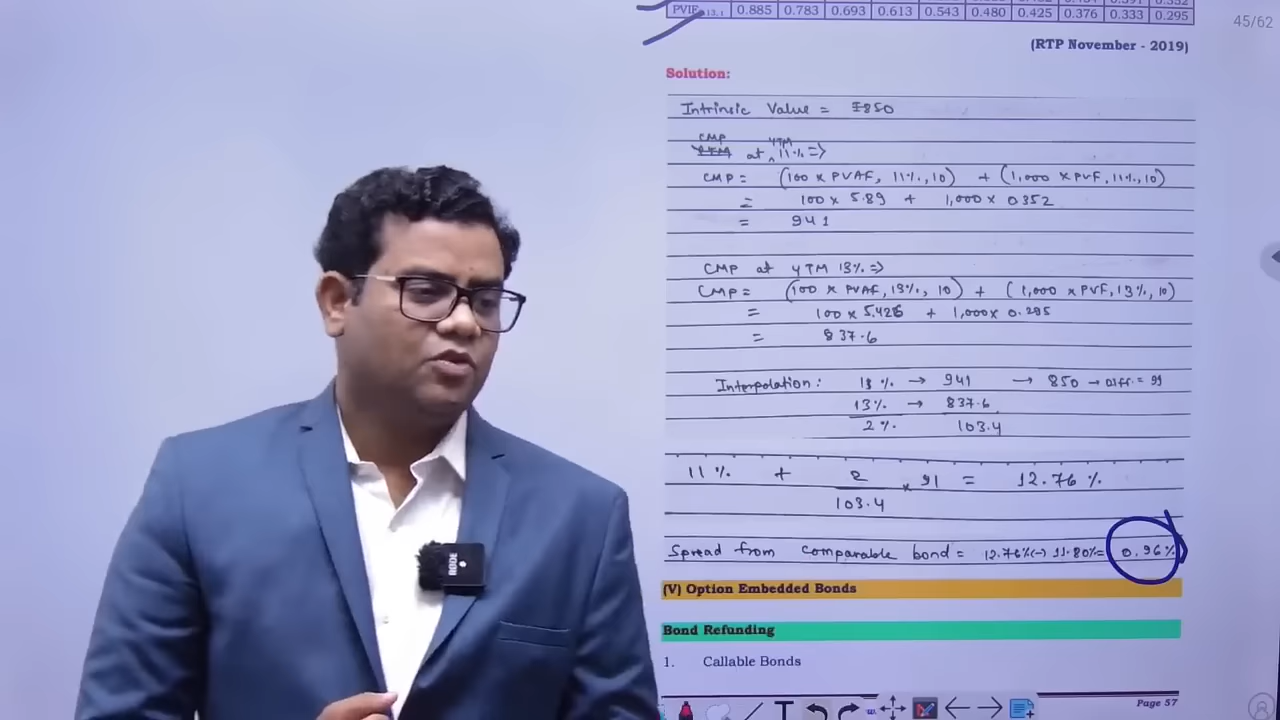 PVIF 13,1 0.885 0.783 0.693 0.613 0.543 0.480 0.425 0.376 0.333 0.295
45/62
(RTP November - 2019)
Solution:
Intrinsic Value = ₹850
CMP
YTM at YTM 11% =>
CMP = (100 x PVAF, 11%, 10) + (1,000 x PVF, 11%, 10)
= 100 x 5.89 + 1,000 x 0352
= 941
CMP at YTM 13% =>
CMP = (100 x PVAF, 13%, 10) + (1,000 x PVF, 13%, 10)
= 100 x 5.426 + 1,000 x 0.295
= 837.6
Interpolation: 11% → 941 → 850 → Diff. = 91
13% → 837.6
2% 103.4
11% + 2 x 91 = 12.76%
103.4
Spread from comparable bond = 12.76% (-) 11.80% = 0.96%
(V) Option Embedded Bonds
Bond Refunding
1. Callable Bonds
Page 57
RODE